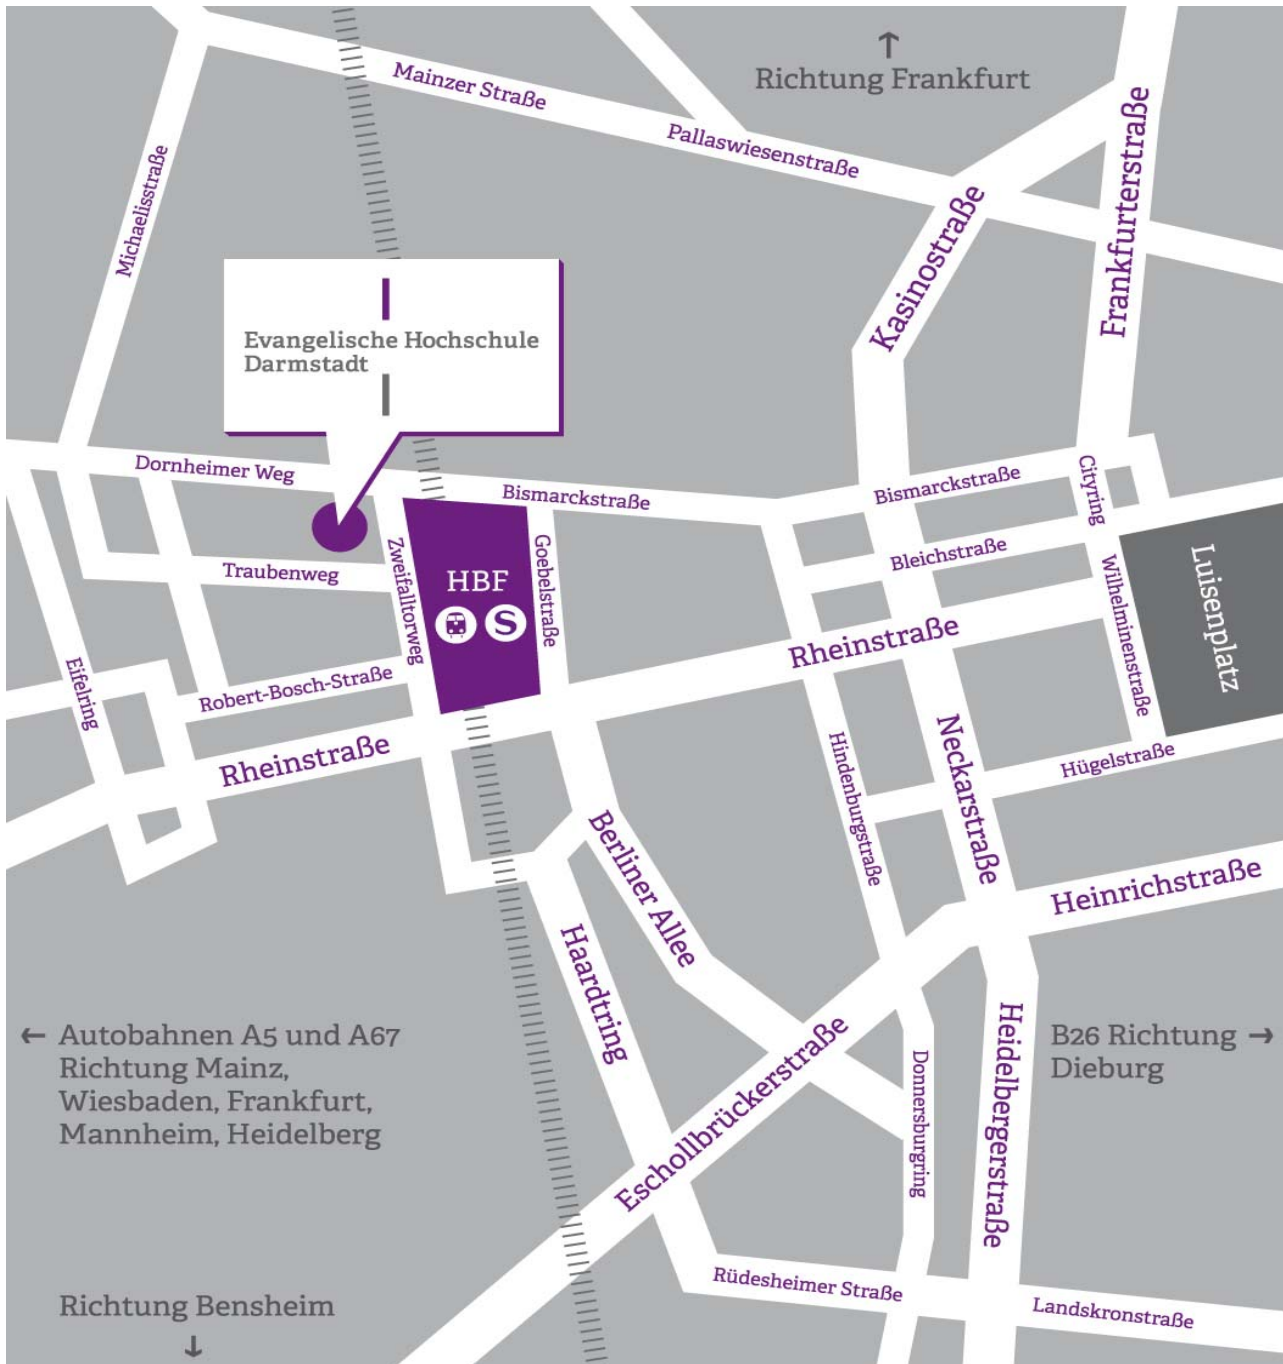 ↑
Richtung Frankfurt
Mainzer Straße
Pallaswiesenstraße
Michaelisstraße
Kasinostraße
Frankfurterstraße
Evangelische Hochschule
Darmstadt
Dornheimer Weg
Bismarckstraße
Bismarckstraße
Cityring
Traubenweg
Zweifalltorweg
HBF
S
Goebelstraße
Bleichstraße
Wilhelminenstraße
Luisenplatz
Rheinstraße
Eifelring
Robert-Bosch-Straße
Rheinstraße
Hindenburgstraße
Neckarstraße
Hügelstraße
Berliner Allee
Heinrichstraße
Haardtring
← Autobahnen A5 und A67
Richtung Mainz,
Wiesbaden, Frankfurt,
Mannheim, Heidelberg
Eschollbrückerstraße
Donnersburgring
Heidelbergerstraße
B26 Richtung →
Dieburg
Rüdesheimer Straße
Landskronstraße
Richtung Bensheim
↓